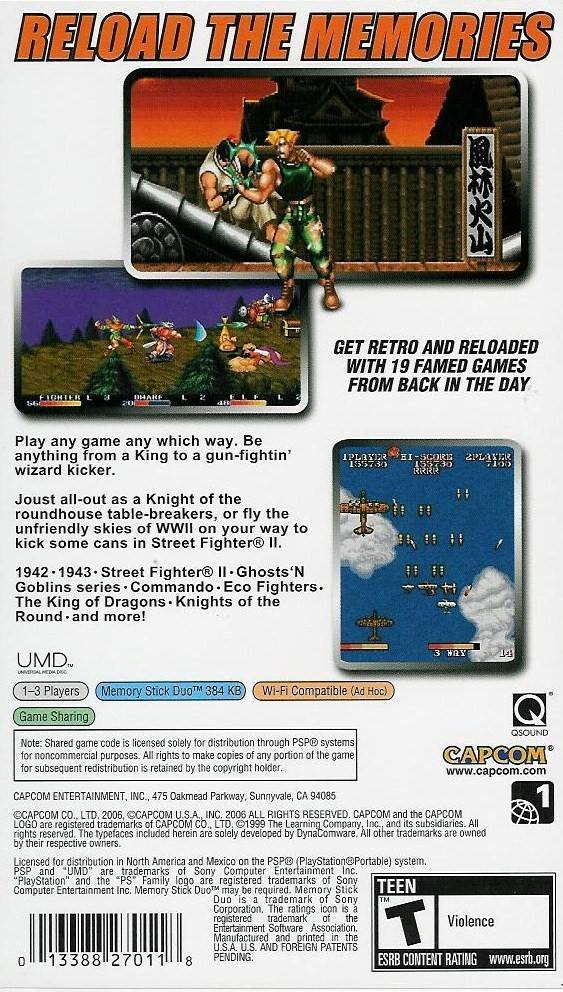 RELOAD THE MEMORIES
風林火山
FIGHTER L 3 DWARF L 2 ELF L 2
GET RETRO AND RELOADED
WITH 19 FAMED GAMES
FROM BACK IN THE DAY
Play any game any which way. Be
anything from a King to a gun-fightin'
wizard kicker.
Joust all-out as a Knight of the
roundhouse table-breakers, or fly the
unfriendly skies of WWII on your way to
kick some cans in Street Fighter® II.
1942 · 1943 · Street Fighter® II · Ghosts'N
Goblins series · Commando · Eco Fighters ·
The King of Dragons · Knights of the
Round · and more!
1PLAYER HI-SCORE 2PLAYER
155730 155730 7100
RRRR
3 WAY 14
UMD™
UNIVERSAL MEDIA DISC
1–3 Players
Memory Stick Duo™ 384 KB
Wi-Fi Compatible (Ad Hoc)
Game Sharing
QSOUND
Note: Shared game code is licensed solely for distribution through PSP® systems
for noncommercial purposes. All rights to make copies of any portion of the game
for subsequent redistribution is retained by the copyright holder.
CAPCOM®
www.capcom.com
CAPCOM ENTERTAINMENT, INC., 475 Oakmead Parkway, Sunnyvale, CA 94085
1
©CAPCOM CO., LTD. 2006, ©CAPCOM U.S.A., INC. 2006 ALL RIGHTS RESERVED. CAPCOM and the CAPCOM
LOGO are registered trademarks of CAPCOM CO., LTD. ©1999 The Learning Company, Inc., and its subsidiaries. All
rights reserved. The typefaces included herein are solely developed by DynaComware. All other trademarks are owned
by their respective owners.
Licensed for distribution in North America and Mexico on the PSP® (PlayStation®Portable) system.
PSP and "UMD" are trademarks of Sony Computer Entertainment Inc.
"PlayStation" and the "PS" Family logo are registered trademarks of Sony
Computer Entertainment Inc. Memory Stick Duo™ may be required. Memory Stick
Duo is a trademark of Sony
Corporation. The ratings icon is a
registered trademark of the
Entertainment Software Association.
Manufactured and printed in the
U.S.A. U.S. AND FOREIGN PATENTS
PENDING.
0 13388 27011 8
TEEN
T™
Violence
ESRB CONTENT RATING www.esrb.org